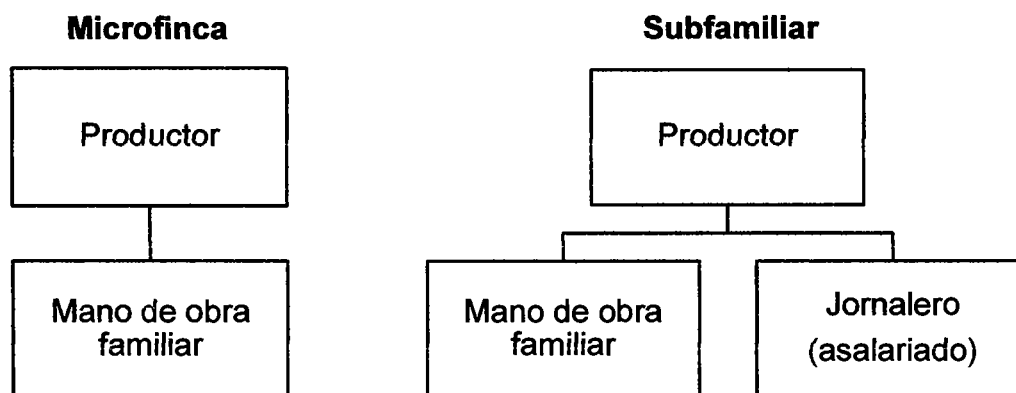 Microfinca
Subfamiliar
Productor
Productor
Mano de obra
familiar
Mano de obra
familiar
Jornalero
(asalariado)